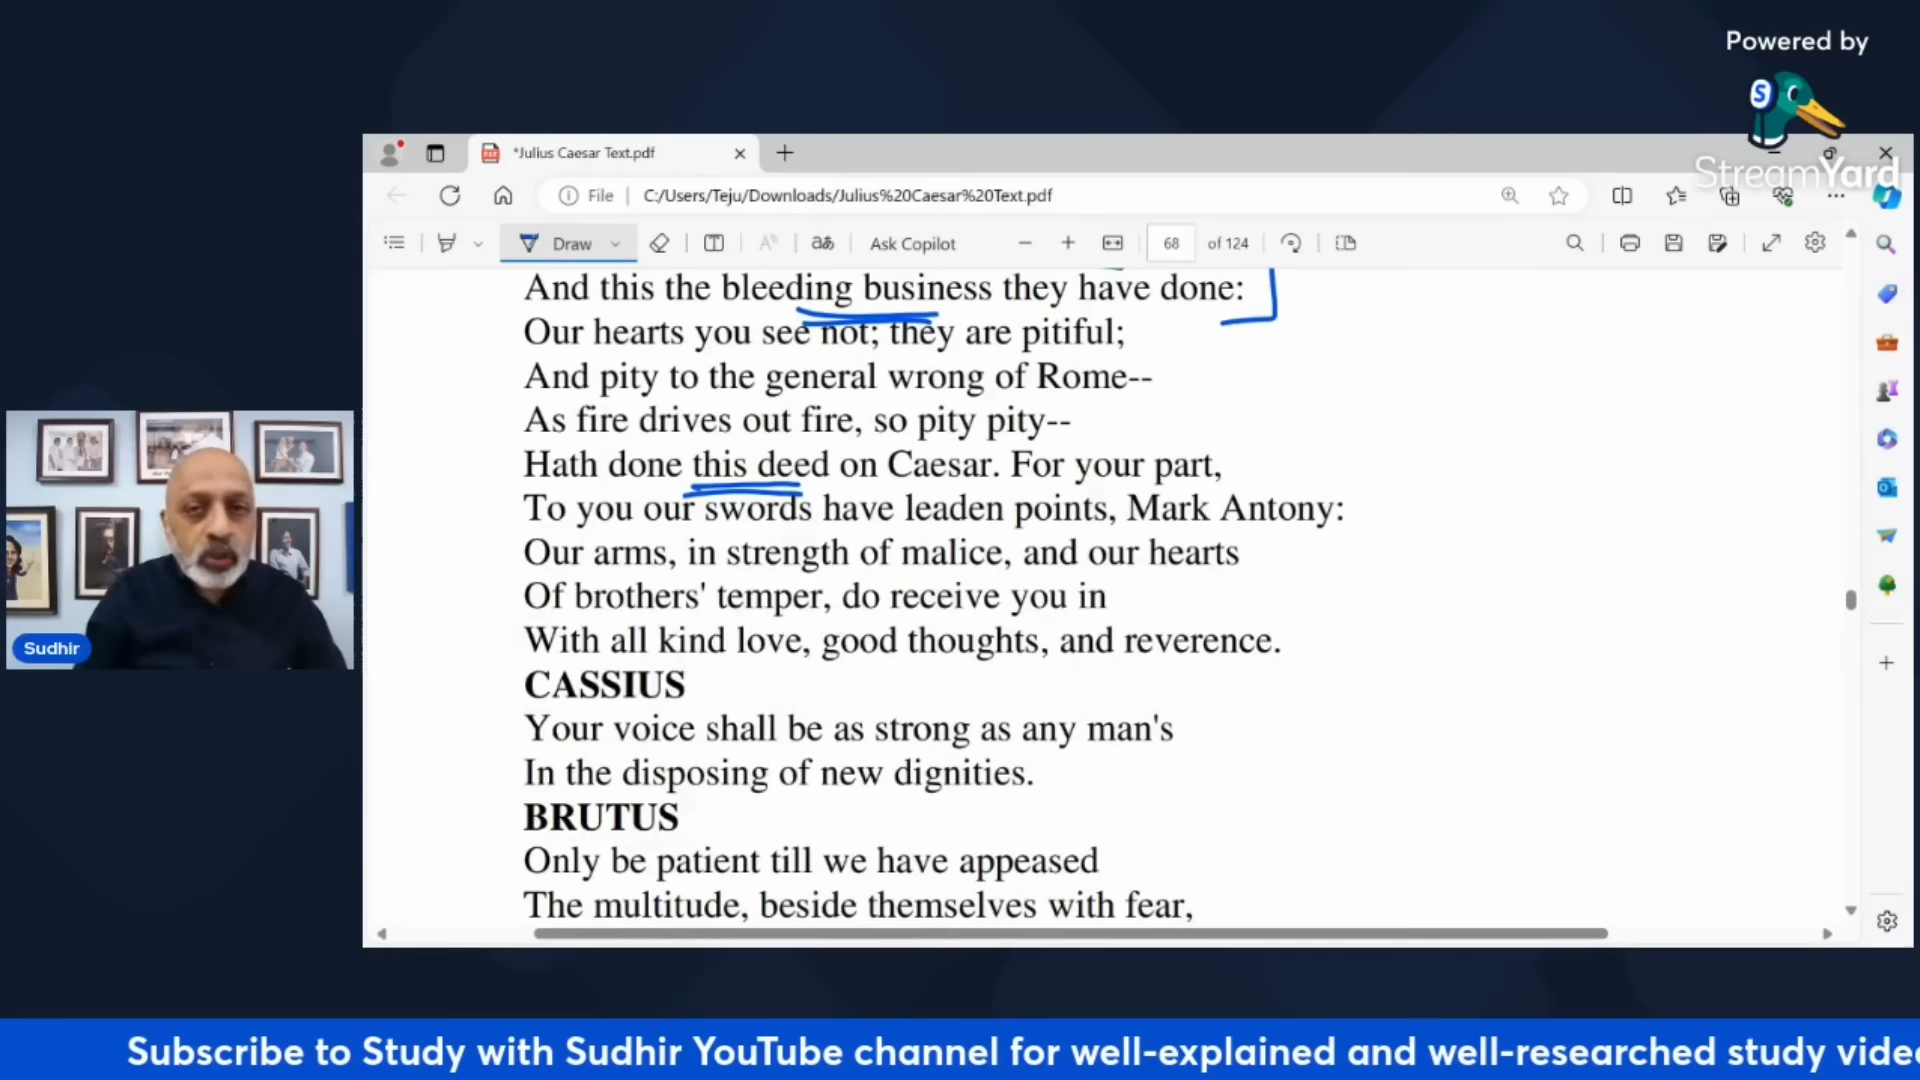 Powered by
S
StreamYard
*Julius Caesar Text.pdf
File
C:/Users/Teju/Downloads/Julius%20Caesar%20Text.pdf
Draw
aあ
Ask Copilot
68 of 124
And this the bleeding business they have done:
Our hearts you see not; they are pitiful;
And pity to the general wrong of Rome--
As fire drives out fire, so pity pity--
Hath done this deed on Caesar. For your part,
To you our swords have leaden points, Mark Antony:
Our arms, in strength of malice, and our hearts
Of brothers' temper, do receive you in
With all kind love, good thoughts, and reverence.
CASSIUS
Your voice shall be as strong as any man's
In the disposing of new dignities.
BRUTUS
Only be patient till we have appeased
The multitude, beside themselves with fear,
Sudhir
Subscribe to Study with Sudhir YouTube channel for well-explained and well-researched study vide